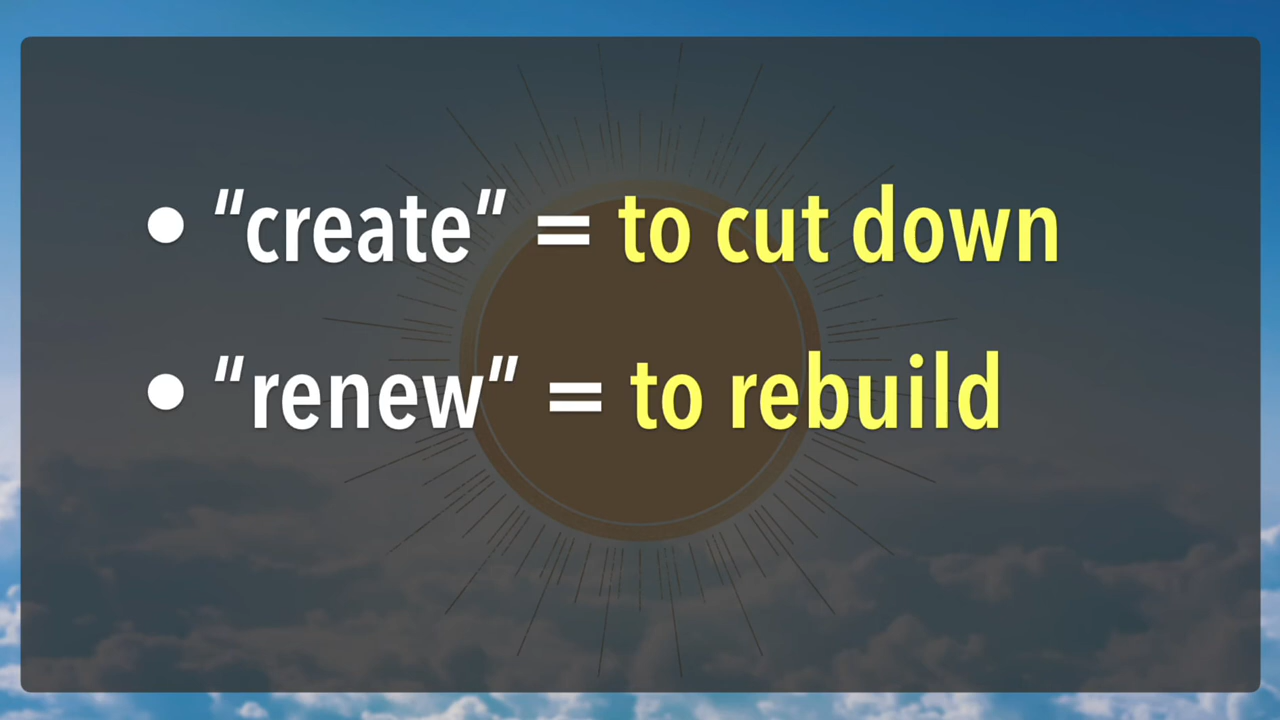 • "create" = to cut down
• "renew" = to rebuild